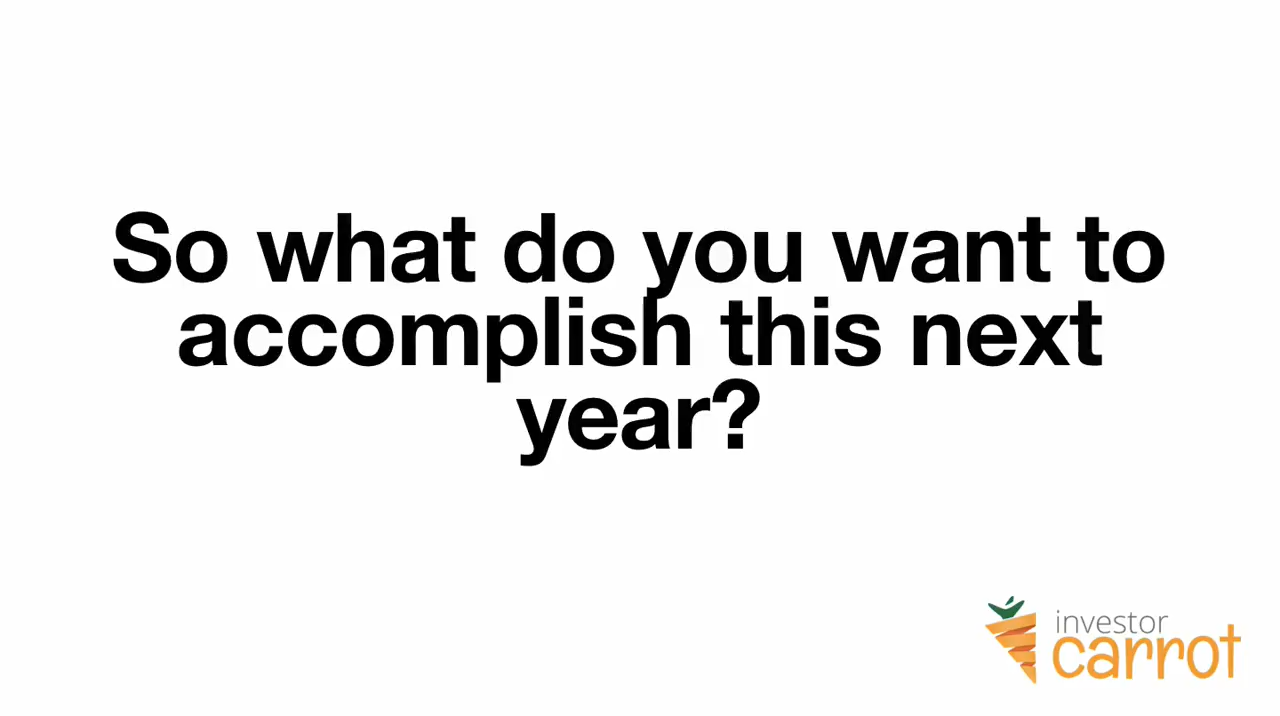 So what do you want to
accomplish this next
year?
investor
carrot